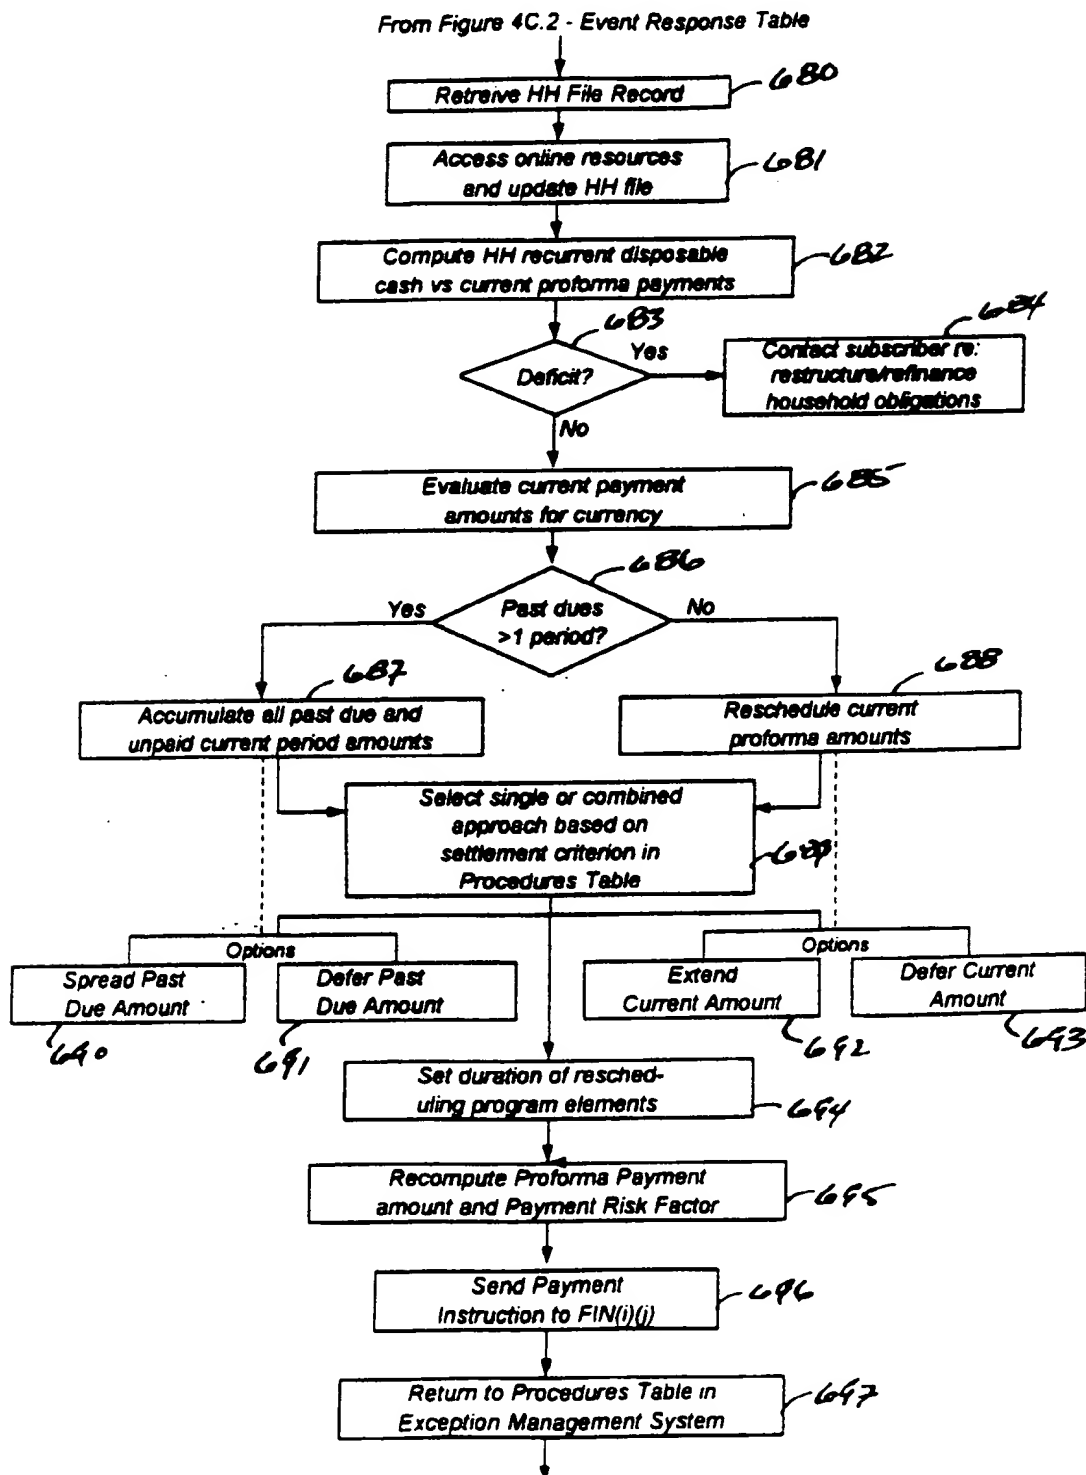 From Figure 4C.2 - Event Response Table
680
Retreive HH File Record
681
Access online resources
and update HH file
682
Compute HH recurrent disposable
cash vs current proforma payments
683
684
Deficit?
Yes
Contact subscriber re:
restructure/refinance
household obligations
No
685
Evaluate current payment
amounts for currency
686
Yes
Past dues
>1 period?
No
687
688
Accumulate all past due and
unpaid current period amounts
Reschedule current
proforma amounts
Select single or combined
approach based on
settlement criterion in
Procedures Table
689
Options
Options
Spread Past
Due Amount
Defer Past
Due Amount
Extend
Current Amount
Defer Current
Amount
690
691
692
693
Set duration of resched-
uling program elements
694
Recompute Proforma Payment
amount and Payment Risk Factor
695
Send Payment
Instruction to FIN(i)(j)
696
Return to Procedures Table in
Exception Management System
697